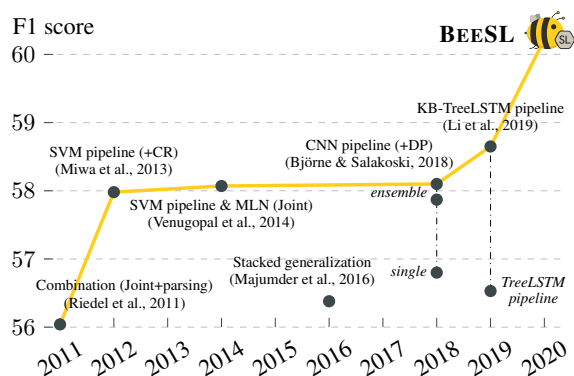 F1 score
60
BEESL
SL
KB-TreeLSTM pipeline
(Li et al., 2019)
59
SVM pipeline (+CR)
(Miwa et al., 2013)
CNN pipeline (+DP)
(Björne & Salakoski, 2018)
58
ensemble
SVM pipeline & MLN (Joint)
(Venugopal et al., 2014)
57
Stacked generalization
(Majumder et al., 2016)
single
Combination (Joint+parsing)
(Riedel et al., 2011)
TreeLSTM
pipeline
56
2011 2012 2013 2014 2015 2016 2017 2018 2019 2020